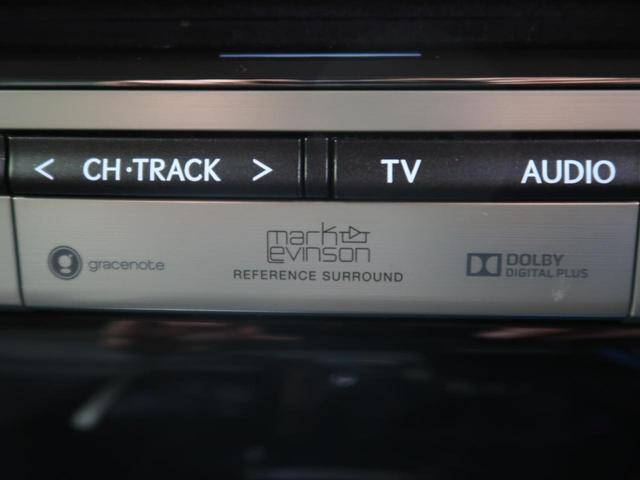 < CH·TRACK > TV AUDIO
gracenote
mark levinson
REFERENCE SURROUND
DOLBY
DIGITAL PLUS